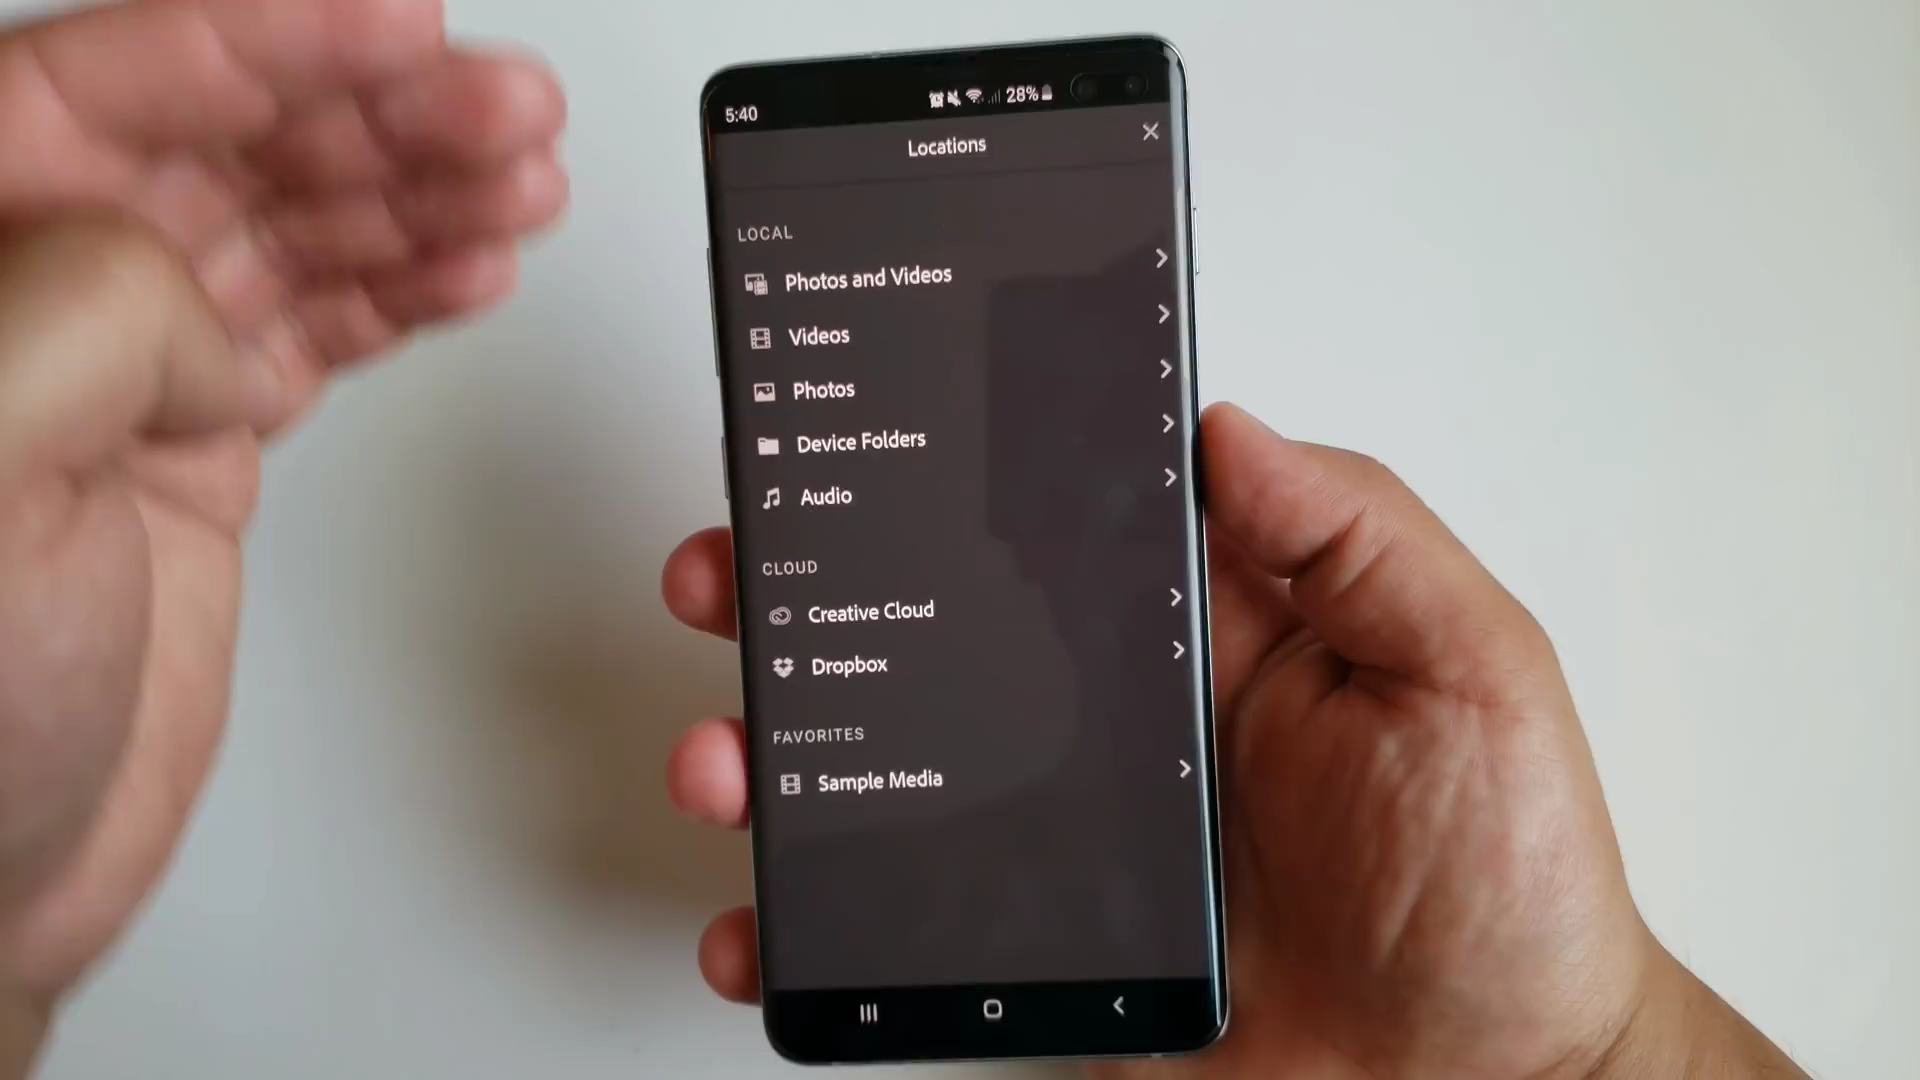 5:40
28%
Locations
LOCAL
Photos and Videos
Videos
Photos
Device Folders
Audio
CLOUD
Creative Cloud
Dropbox
FAVORITES
Sample Media